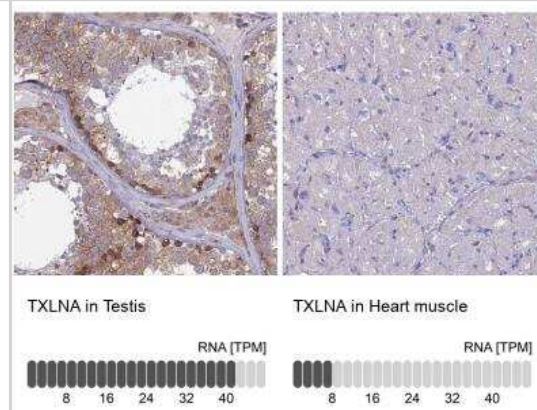 TXLNA in Testis
RNA [TPM]
8 16 24 32 40
TXLNA in Heart muscle
RNA [TPM]
8 16 24 32 40